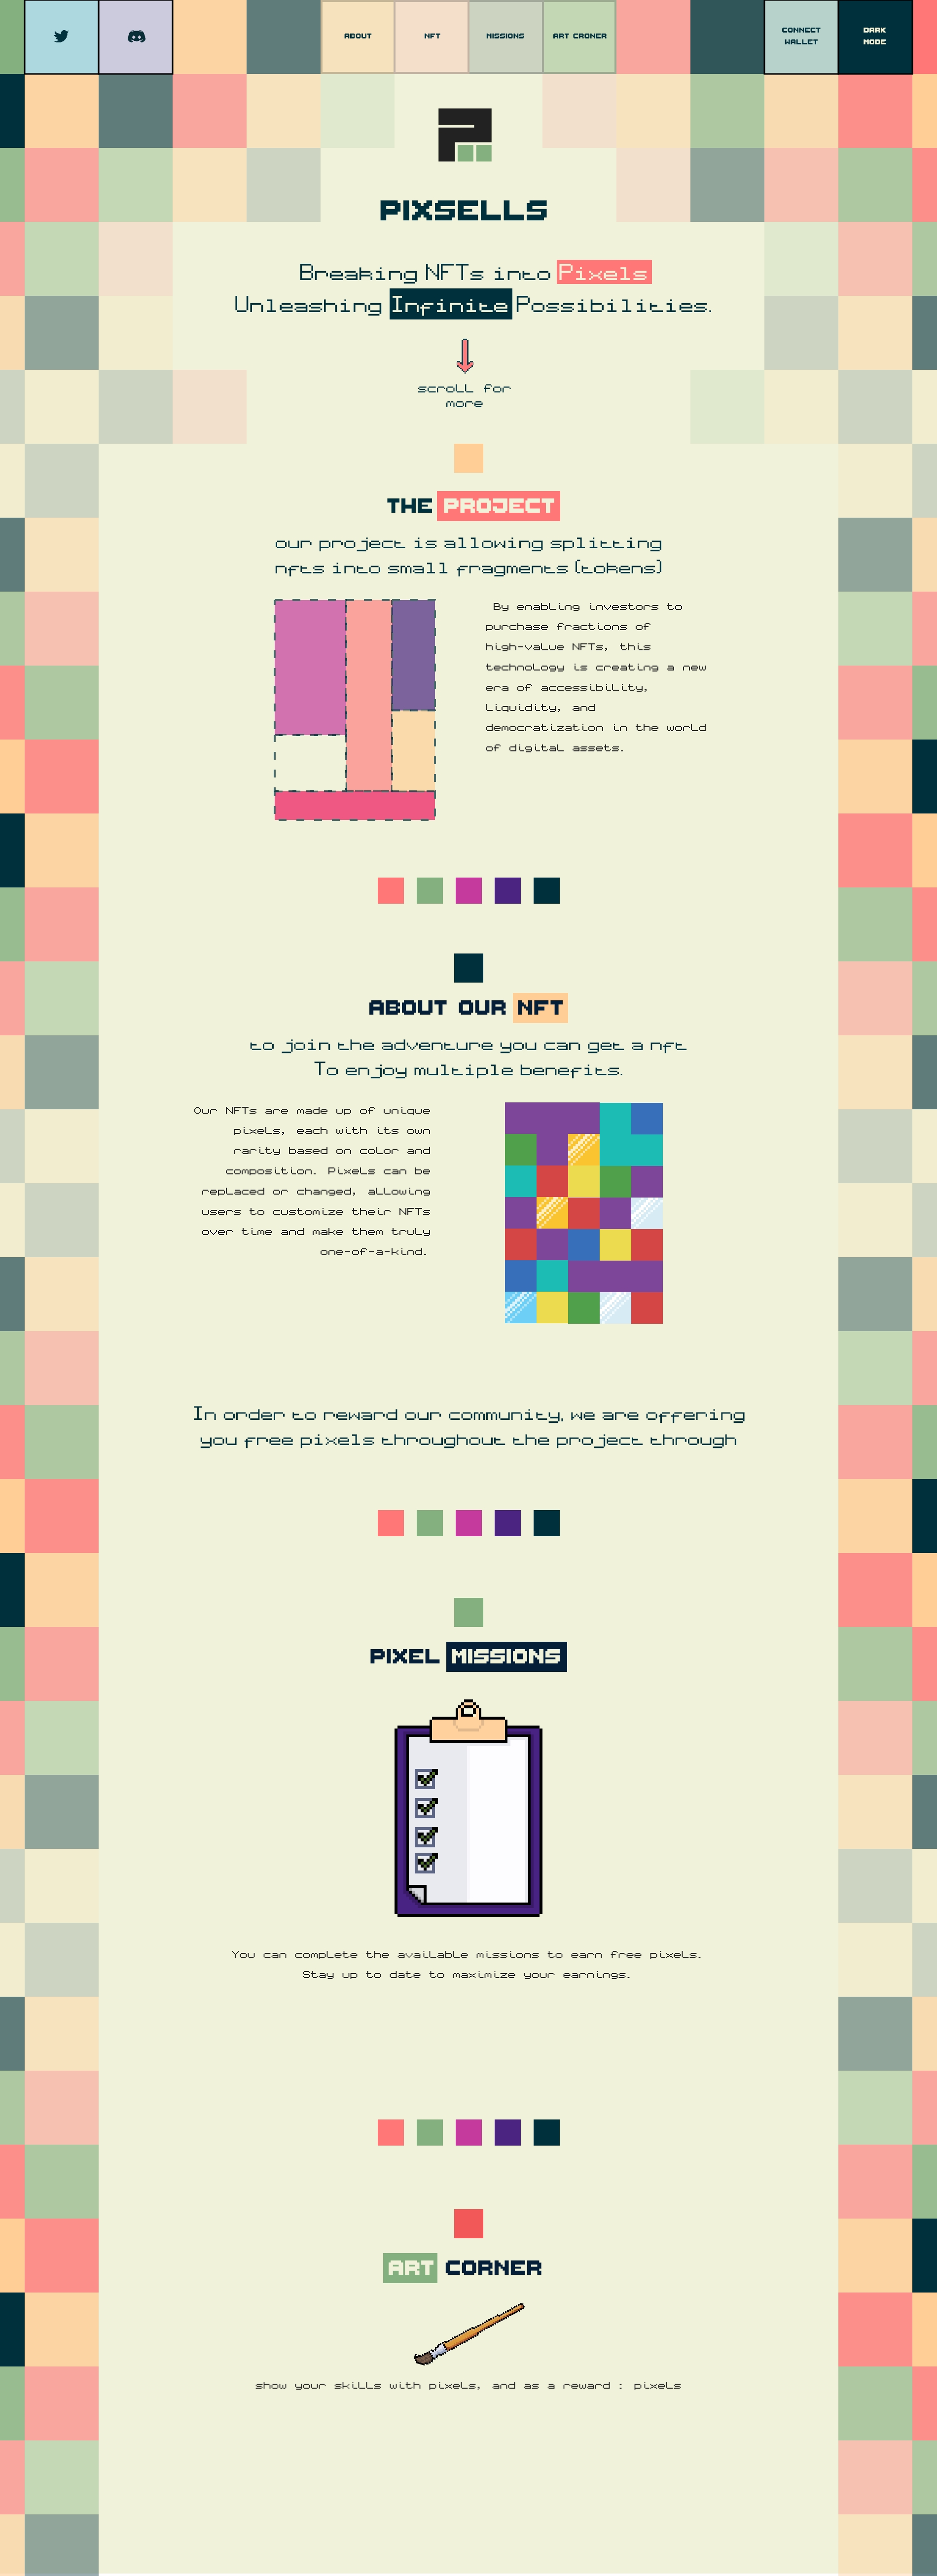 ABOUT
NFT
MISSIONS
ART CRONER
CONNECT
WALLET
DARK
MODE
PIXSELLS
Breaking NFTs into Pixels
Unleashing Infinite Possibilities.
scroll for
more
THE PROJECT
our project is allowing splitting
nfts into small fragments (tokens)
By enabling investors to
purchase fractions of
high-value NFTs, this
technology is creating a new
era of accessibility,
liquidity, and
democratization in the world
of digital assets.
ABOUT OUR NFT
to join the adventure you can get a nft
To enjoy multiple benefits.
Our NFTs are made up of unique
pixels, each with its own
rarity based on color and
composition. Pixels can be
replaced or changed, allowing
users to customize their NFTs
over time and make them truly
one-of-a-kind.
In order to reward our community, we are offering
you free pixels throughout the project through
PIXEL MISSIONS
You can complete the available missions to earn free pixels.
Stay up to date to maximize your earnings.
ART CORNER
show your skills with pixels, and as a reward : pixels